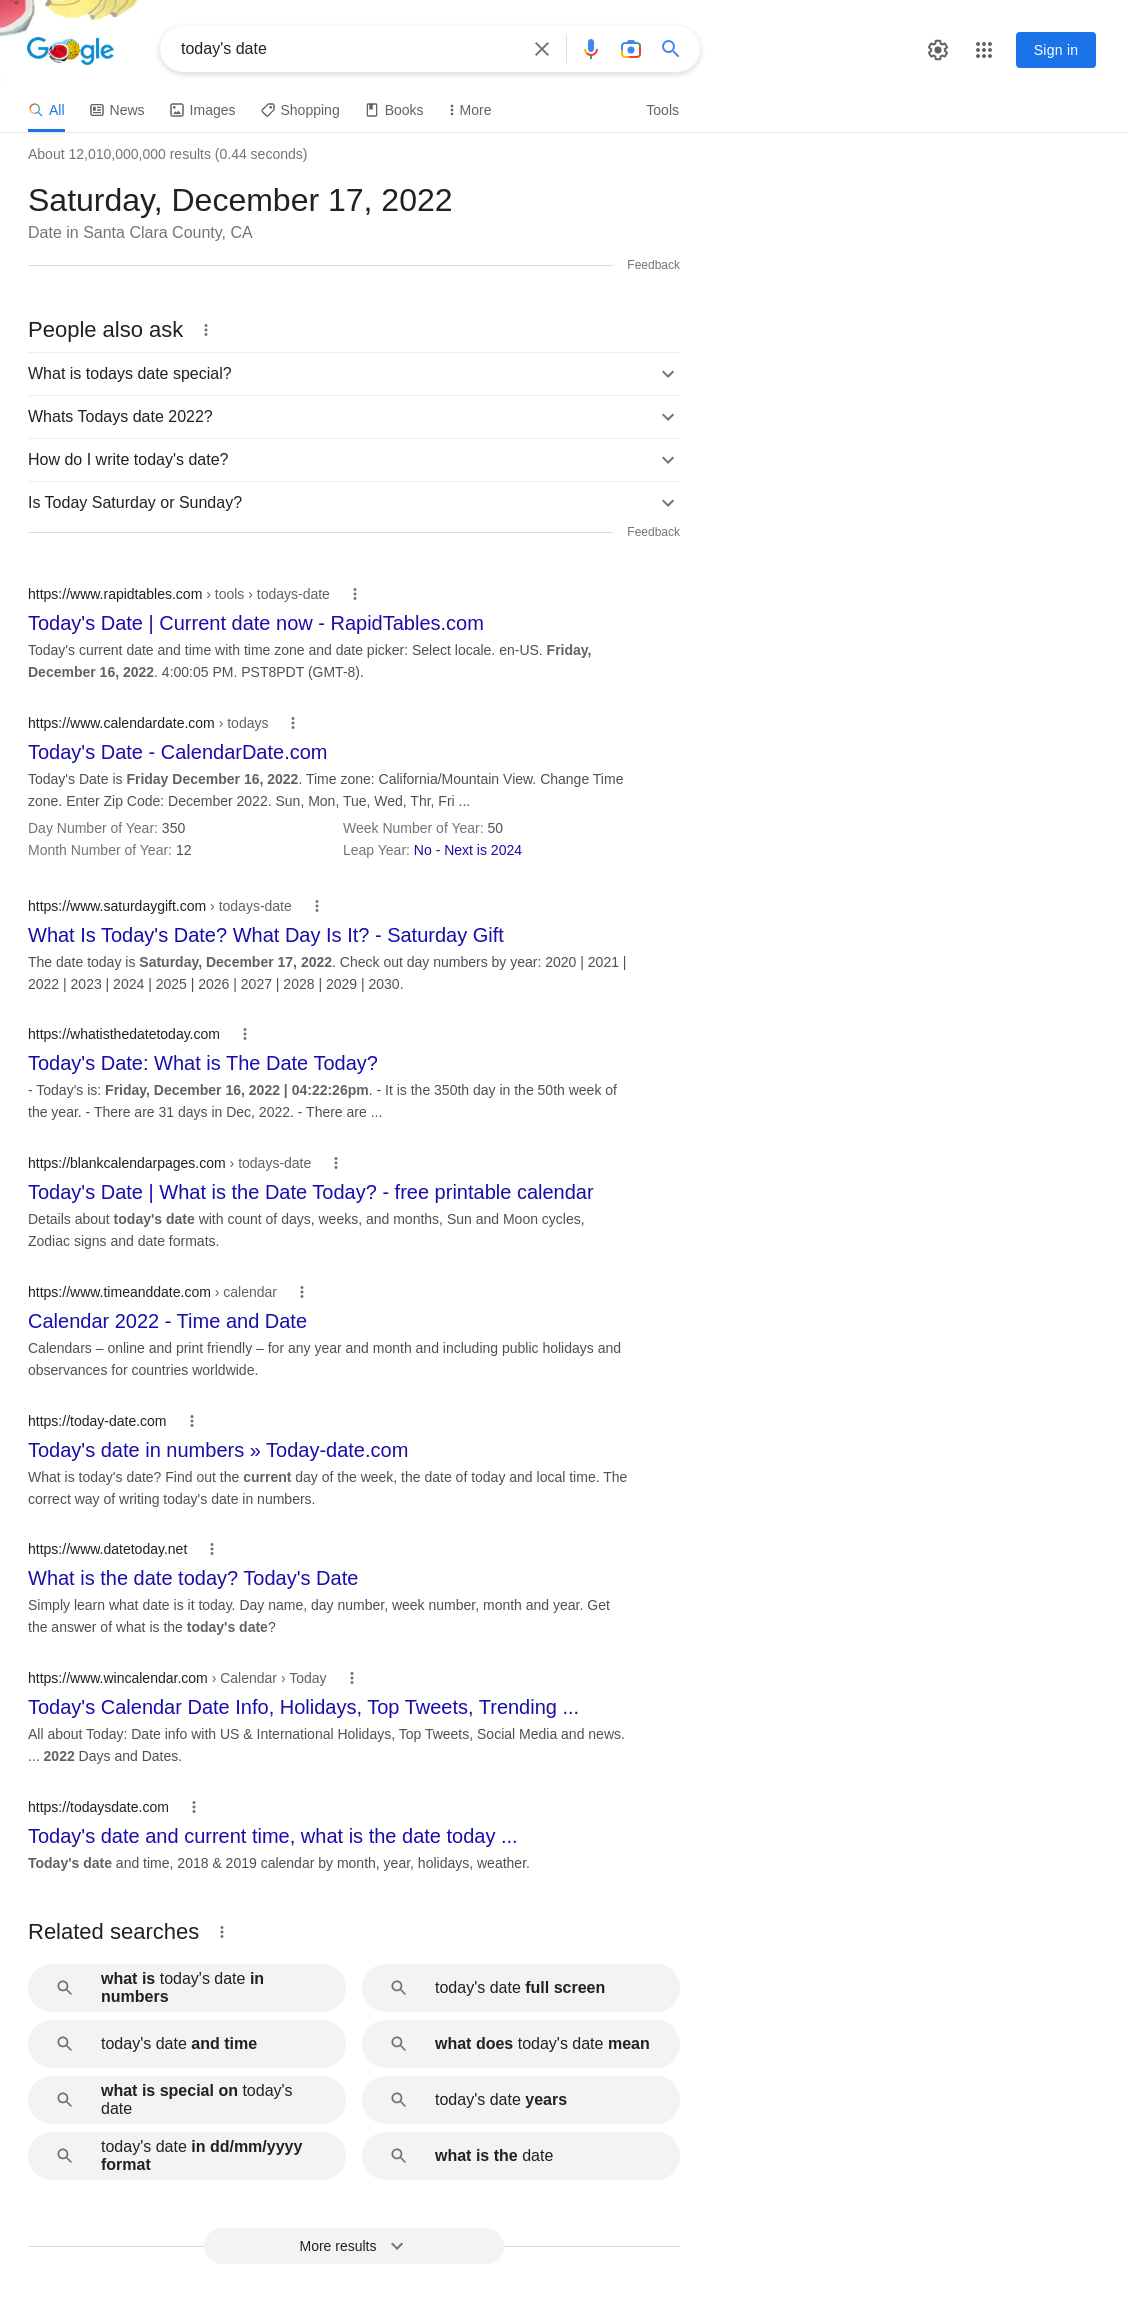 Google
today's date
Sign in
All News Images Shopping Books More Tools
About 12,010,000,000 results (0.44 seconds)
Saturday, December 17, 2022
Date in Santa Clara County, CA
Feedback
People also ask
What is todays date special?
Whats Todays date 2022?
How do I write today's date?
Is Today Saturday or Sunday?
Feedback
https://www.rapidtables.com › tools › todays-date
Today's Date | Current date now - RapidTables.com
Today's current date and time with time zone and date picker: Select locale. en-US. Friday,
December 16, 2022. 4:00:05 PM. PST8PDT (GMT-8).
https://www.calendardate.com › todays
Today's Date - CalendarDate.com
Today's Date is Friday December 16, 2022. Time zone: California/Mountain View. Change Time
zone. Enter Zip Code: December 2022. Sun, Mon, Tue, Wed, Thr, Fri ...
Day Number of Year: 350 Week Number of Year: 50
Month Number of Year: 12 Leap Year: No - Next is 2024
https://www.saturdaygift.com › todays-date
What Is Today's Date? What Day Is It? - Saturday Gift
The date today is Saturday, December 17, 2022. Check out day numbers by year: 2020 | 2021 |
2022 | 2023 | 2024 | 2025 | 2026 | 2027 | 2028 | 2029 | 2030.
https://whatisthedatetoday.com
Today's Date: What is The Date Today?
- Today's is: Friday, December 16, 2022 | 04:22:26pm. - It is the 350th day in the 50th week of
the year. - There are 31 days in Dec, 2022. - There are ...
https://blankcalendarpages.com › todays-date
Today's Date | What is the Date Today? - free printable calendar
Details about today's date with count of days, weeks, and months, Sun and Moon cycles,
Zodiac signs and date formats.
https://www.timeanddate.com › calendar
Calendar 2022 - Time and Date
Calendars – online and print friendly – for any year and month and including public holidays and
observances for countries worldwide.
https://today-date.com
Today's date in numbers » Today-date.com
What is today's date? Find out the current day of the week, the date of today and local time. The
correct way of writing today's date in numbers.
https://www.datetoday.net
What is the date today? Today's Date
Simply learn what date is it today. Day name, day number, week number, month and year. Get
the answer of what is the today's date?
https://www.wincalendar.com › Calendar › Today
Today's Calendar Date Info, Holidays, Top Tweets, Trending ...
All about Today: Date info with US & International Holidays, Top Tweets, Social Media and news.
... 2022 Days and Dates.
https://todaysdate.com
Today's date and current time, what is the date today ...
Today's date and time, 2018 & 2019 calendar by month, year, holidays, weather.
Related searches
what is today's date in
numbers
today's date full screen
today's date and time
what does today's date mean
what is special on today's
date
today's date years
today's date in dd/mm/yyyy
format
what is the date
More results